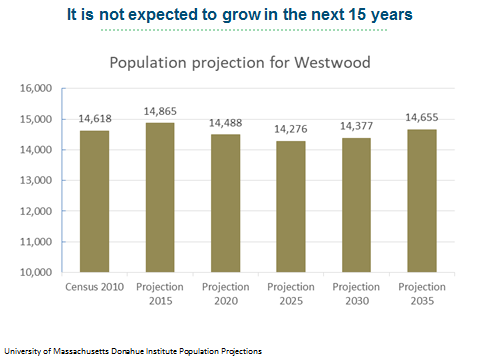 It is not expected to grow in the next 15 years
Population projection for Westwood
16,000
15,000
14,000
13,000
12,000
11,000
10,000
14,618
14,865
14,488
14,276
14,377
14,655
Census 2010
Projection 2015
Projection 2020
Projection 2025
Projection 2030
Projection 2035
University of Massachusetts Donahue Institute Population Projections